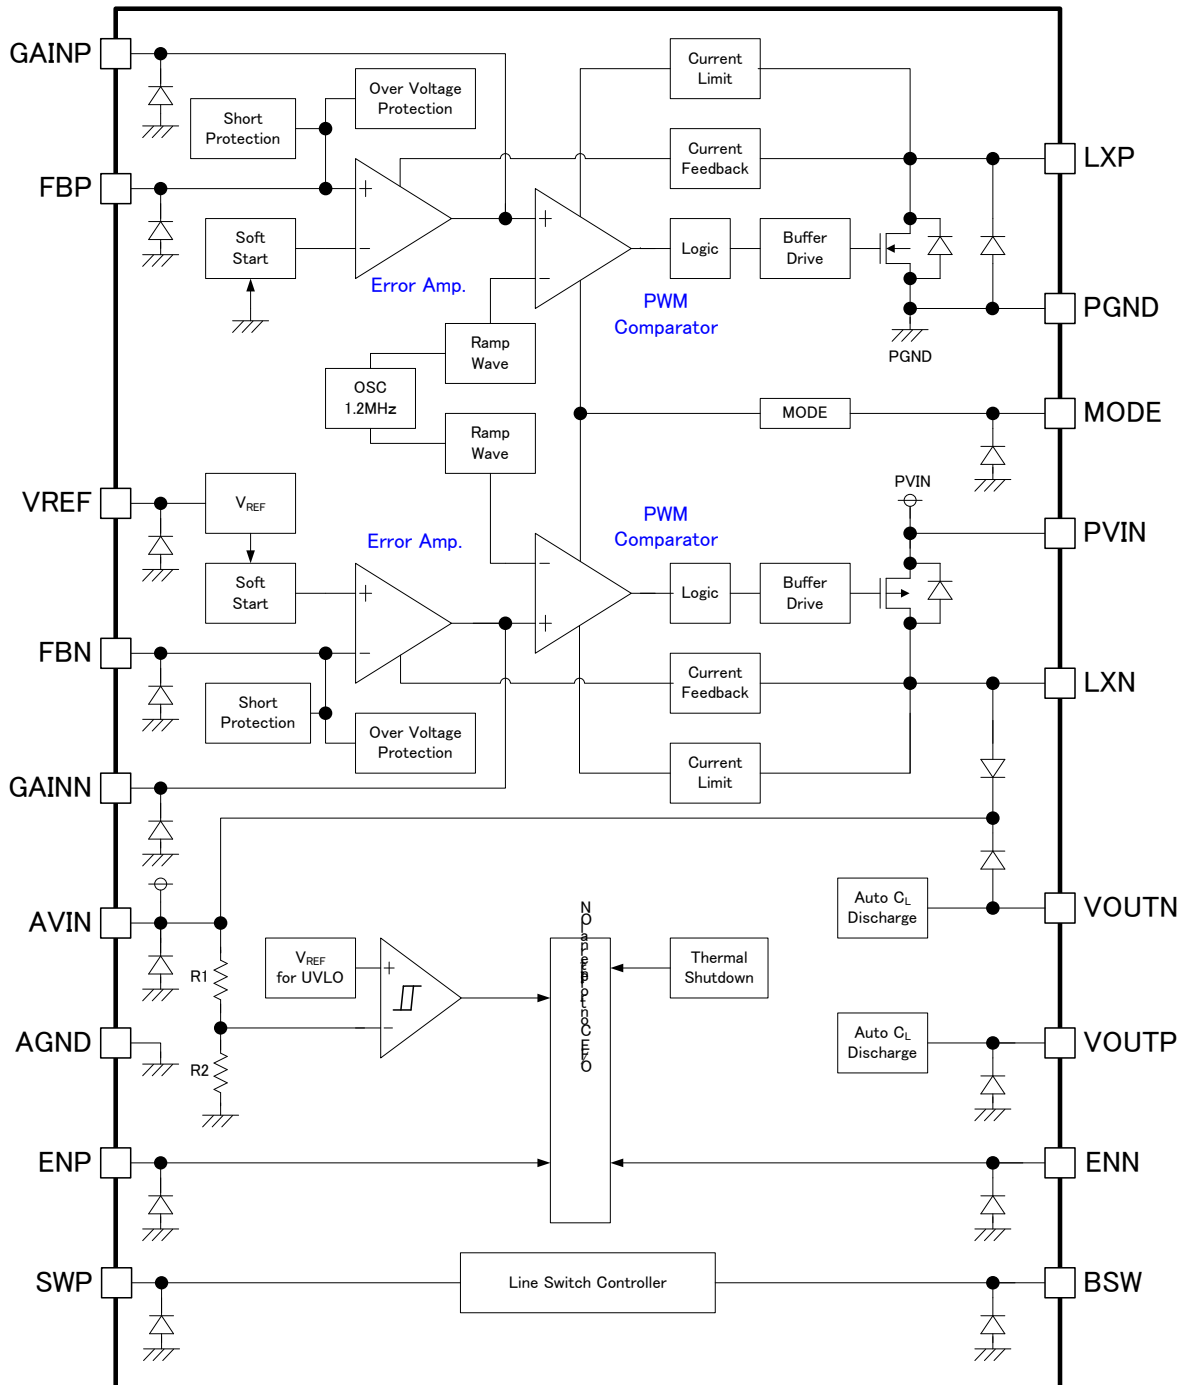 GAINP
Current
Limit
Over Voltage
Protection
Short
Protection
Current
Feedback
LXP
FBP
+
+
Soft
Start
−
Logic
Buffer
Drive
−
Error Amp.
PWM
Comparator
PGND
Ramp
Wave
PGND
OSC
1.2MHz
MODE
MODE
Ramp
Wave
VREF
VREF
PVIN
Error Amp.
PWM
Comparator
PVIN
−
Soft
Start
+
Logic
Buffer
Drive
+
FBN
−
Current
Feedback
LXN
Short
Protection
Over Voltage
Protection
Current
Limit
GAINN
Auto CL
Discharge
VOUTN
AVIN
VREF
for UVLO
+
Thermal
Shutdown
R1
−
AGND
Auto CL
Discharge
VOUTP
R2
ENP
ENN
SWP
Line Switch Controller
BSW